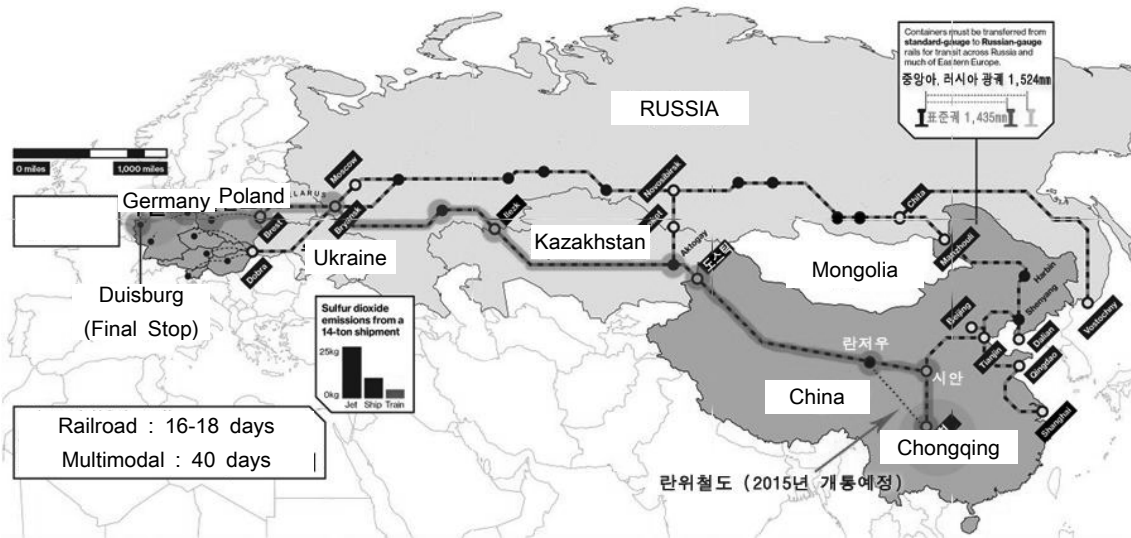 Containers must be transferred from
standard-gauge to Russian-gauge
rails for transit across Russia and
much of Eastern Europe.
중앙아, 러시아 광궤 1,524mm
표준궤 1,435mm
RUSSIA
0 miles
1,000 miles
Moscow
Novosibirsk
Chita
Germany
Poland
LARUS
Brest
Bryansk
Kazakhstan
Aktogay
Manzhouli
Dobra
Ukraine
Mongolia
Harbin
Duisburg
(Final Stop)
Shenyang
Beijing
Vostochny
Dalian
Tianjin
Qingdao
Sulfur dioxide
emissions from a
14-ton shipment
25kg
0kg
Jet Ship Train
란저우
시안
China
Shanghai
Railroad : 16-18 days
Multimodal : 40 days
Chongqing
란위철도 (2015년 개통예정)